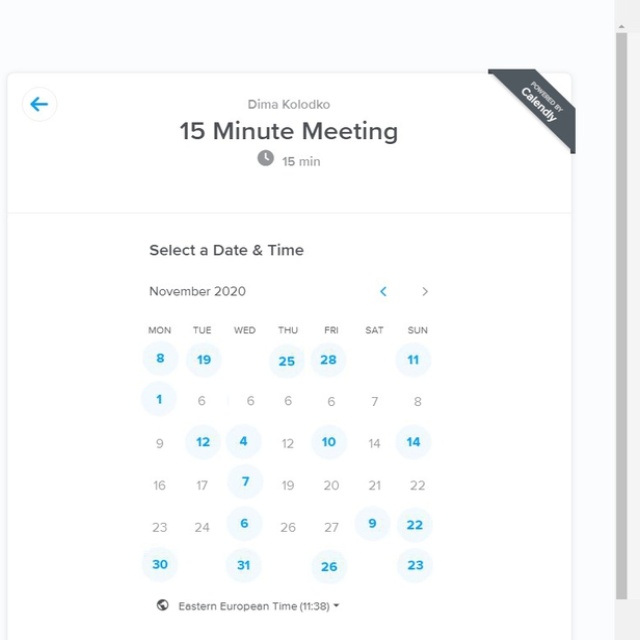 POWERED BY
Calendly
Dima Kolodko
15 Minute Meeting
15 min
Select a Date & Time
November 2020
MON TUE WED THU FRI SAT SUN
8 19 25 28 11
1 6 6 6 6 7 8
9 12 4 12 10 14 14
16 17 7 19 20 21 22
23 24 6 26 27 9 22
30 31 26 23
Eastern European Time (11:38)